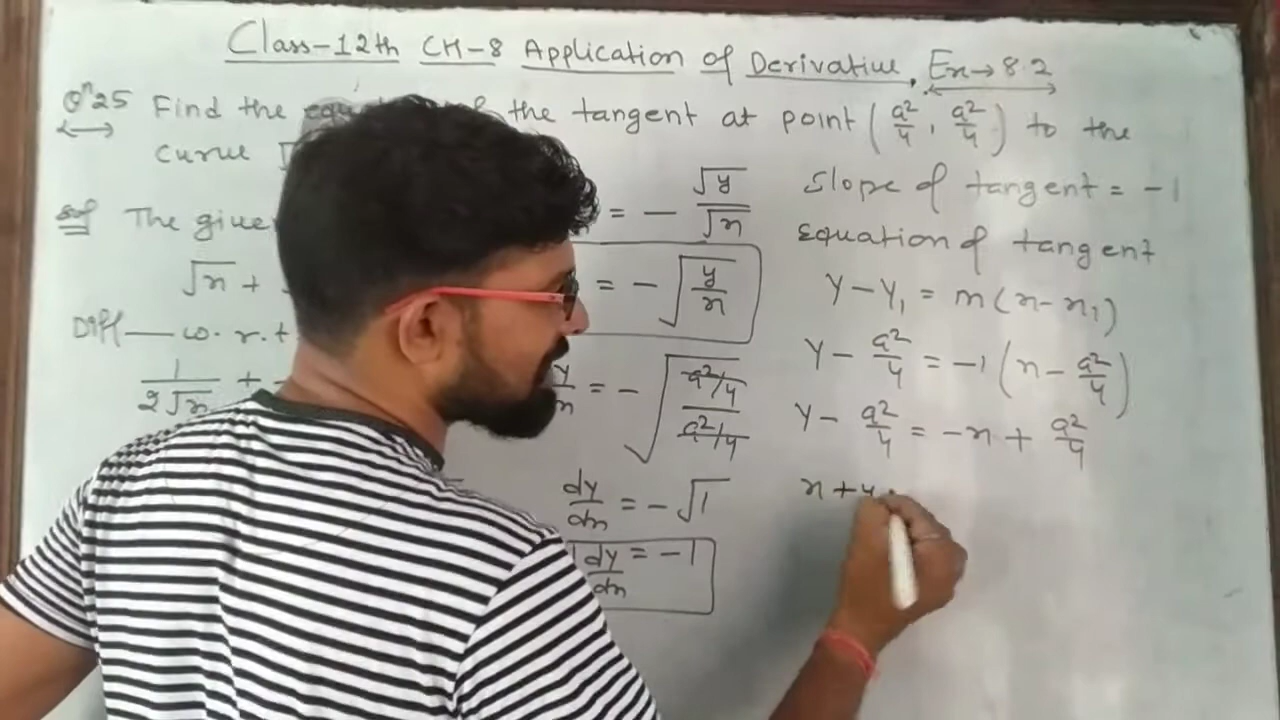 Class-12th CH-8 Application of Derivative, Ex→8.2
Qⁿ25 Find the of the tangent at point (a²/4, a²/4) to the
curve
Sol The given
√x +
Diff — w.r.t
1/2√x +
= - √y/√x
= - √(y/x)
= - √((a²/4)/(a²/4))
dy/dx = - √1
dy/dx = -1
Slope of tangent = -1
Equation of tangent
Y - Y₁ = m(x - x₁)
Y - a²/4 = -1(x - a²/4)
Y - a²/4 = -x + a²/4
x + y